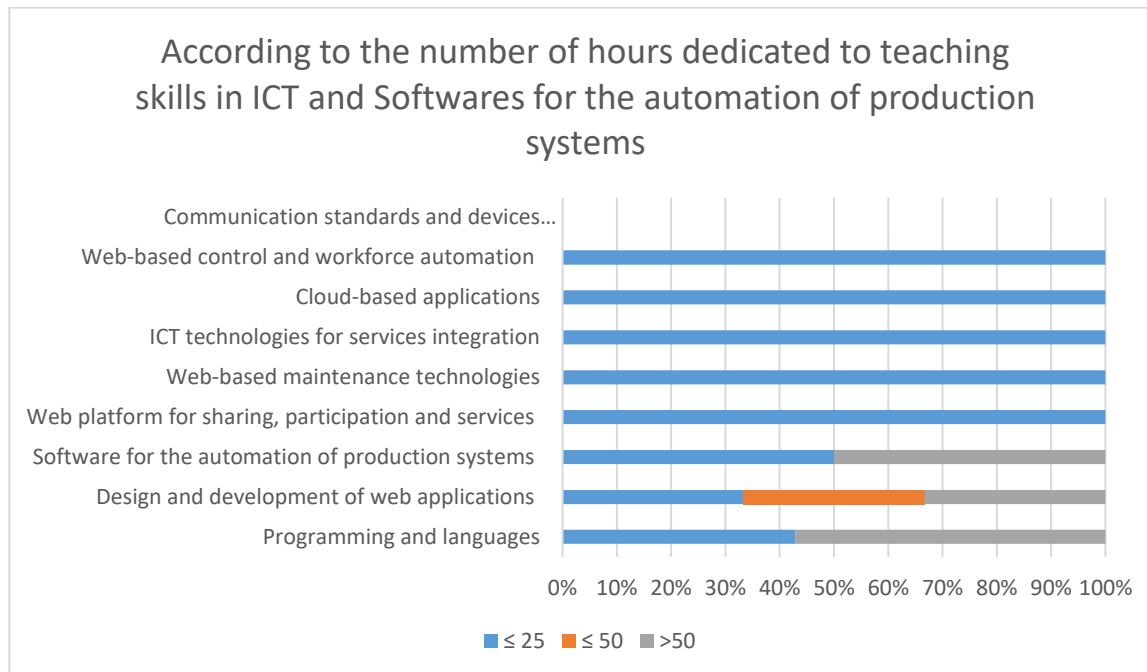 According to the number of hours dedicated to teaching
skills in ICT and Softwares for the automation of production
systems
Communication standards and devices…
Web-based control and workforce automation
Cloud-based applications
ICT technologies for services integration
Web-based maintenance technologies
Web platform for sharing, participation and services
Software for the automation of production systems
Design and development of web applications
Programming and languages
0% 10% 20% 30% 40% 50% 60% 70% 80% 90% 100%
≤ 25 ≤ 50 >50